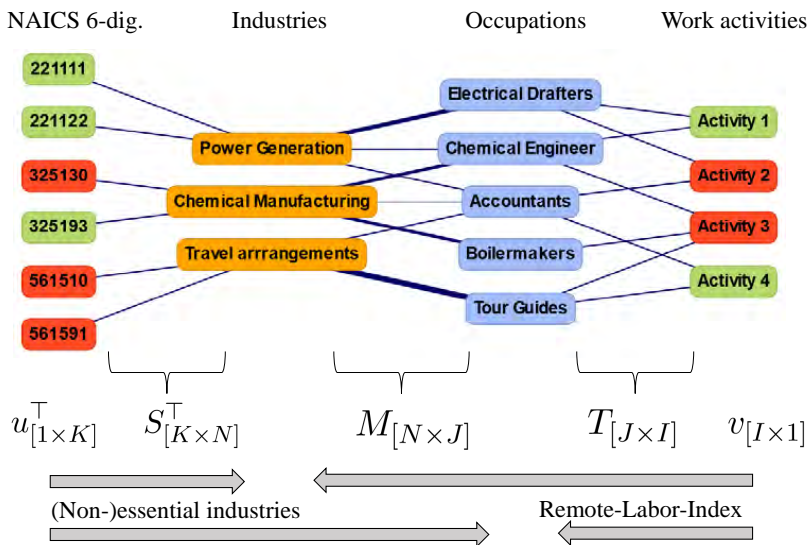 NAICS 6-dig. Industries Occupations Work activities
221111
Electrical Drafters
221122
Activity 1
Power Generation
Chemical Engineer
325130
Activity 2
Chemical Manufacturing
Accountants
325193
Activity 3
Travel arrrangements
Boilermakers
561510
Activity 4
Tour Guides
561591
u⊤[1×K] S⊤[K×N] M[N×J] T[J×I] v[I×1]
(Non-)essential industries
Remote-Labor-Index